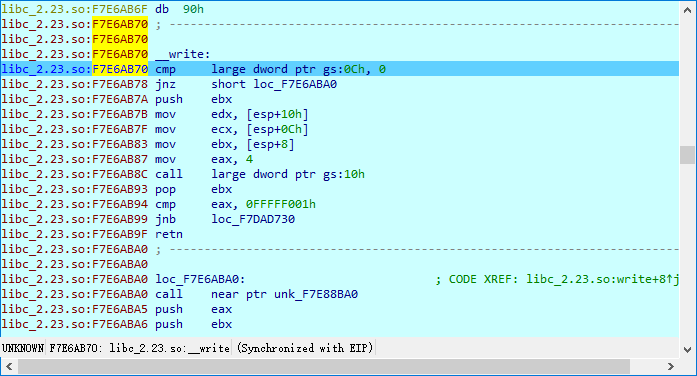 libc_2.23.so:F7E6AB6F db 90h
libc_2.23.so:F7E6AB70 ; ---------------------------------------------------------------------------
libc_2.23.so:F7E6AB70
libc_2.23.so:F7E6AB70 __write:
libc_2.23.so:F7E6AB70 cmp large dword ptr gs:0Ch, 0
libc_2.23.so:F7E6AB78 jnz short loc_F7E6ABA0
libc_2.23.so:F7E6AB7A push ebx
libc_2.23.so:F7E6AB7B mov edx, [esp+10h]
libc_2.23.so:F7E6AB7F mov ecx, [esp+0Ch]
libc_2.23.so:F7E6AB83 mov ebx, [esp+8]
libc_2.23.so:F7E6AB87 mov eax, 4
libc_2.23.so:F7E6AB8C call large dword ptr gs:10h
libc_2.23.so:F7E6AB93 pop ebx
libc_2.23.so:F7E6AB94 cmp eax, 0FFFFF001h
libc_2.23.so:F7E6AB99 jnb loc_F7DAD730
libc_2.23.so:F7E6AB9F retn
libc_2.23.so:F7E6ABA0 ; ---------------------------------------------------------------------------
libc_2.23.so:F7E6ABA0
libc_2.23.so:F7E6ABA0 loc_F7E6ABA0: ; CODE XREF: libc_2.23.so:write+8↑j
libc_2.23.so:F7E6ABA0 call near ptr unk_F7E88BA0
libc_2.23.so:F7E6ABA5 push eax
libc_2.23.so:F7E6ABA6 push ebx
UNKNOWN F7E6AB70: libc_2.23.so:__write (Synchronized with EIP)